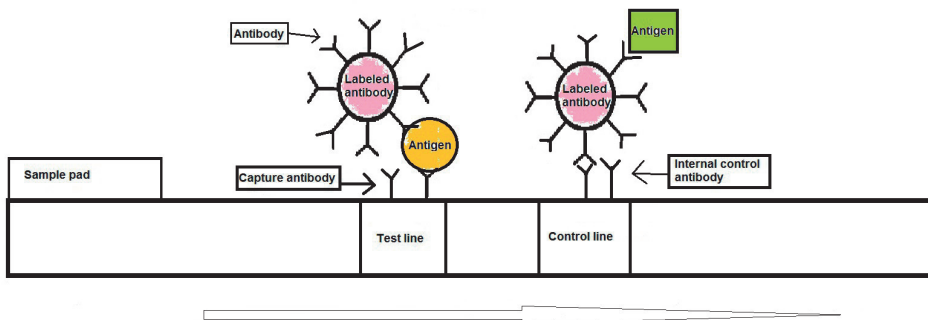 Antibody
Labeled
antibody
Antigen
Antigen
Labeled
antibody
Sample pad
Capture antibody
Internal control
antibody
Test line
Control line